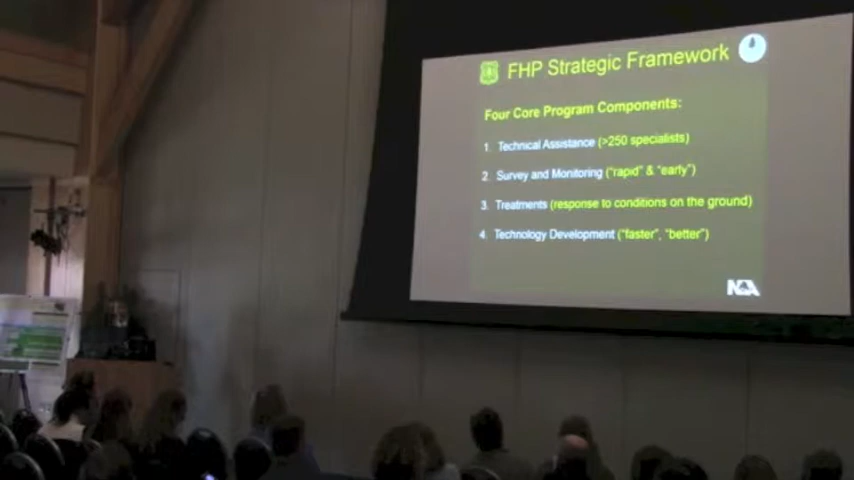 FHP Strategic Framework
Four Core Program Components:
1. Technical Assistance (>250 specialists)
2. Survey and Monitoring ("rapid" & "early")
3. Treatments (response to conditions on the ground)
4. Technology Development ("faster", "better")